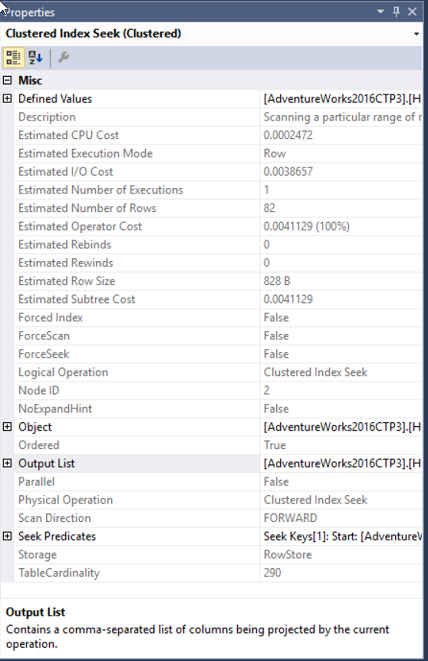 Properties
Clustered Index Seek (Clustered)
A
Z
Misc
Defined Values [AdventureWorks2016CTP3].[H
Description Scanning a particular range of r
Estimated CPU Cost 0.0002472
Estimated Execution Mode Row
Estimated I/O Cost 0.0038657
Estimated Number of Executions 1
Estimated Number of Rows 82
Estimated Operator Cost 0.0041129 (100%)
Estimated Rebinds 0
Estimated Rewinds 0
Estimated Row Size 828 B
Estimated Subtree Cost 0.0041129
Forced Index False
ForceScan False
ForceSeek False
Logical Operation Clustered Index Seek
Node ID 2
NoExpandHint False
Object [AdventureWorks2016CTP3].[H
Ordered True
Output List [AdventureWorks2016CTP3].[H
Parallel False
Physical Operation Clustered Index Seek
Scan Direction FORWARD
Seek Predicates Seek Keys[1]: Start: [AdventureW
Storage RowStore
TableCardinality 290
Output List
Contains a comma-separated list of columns being projected by the current
operation.